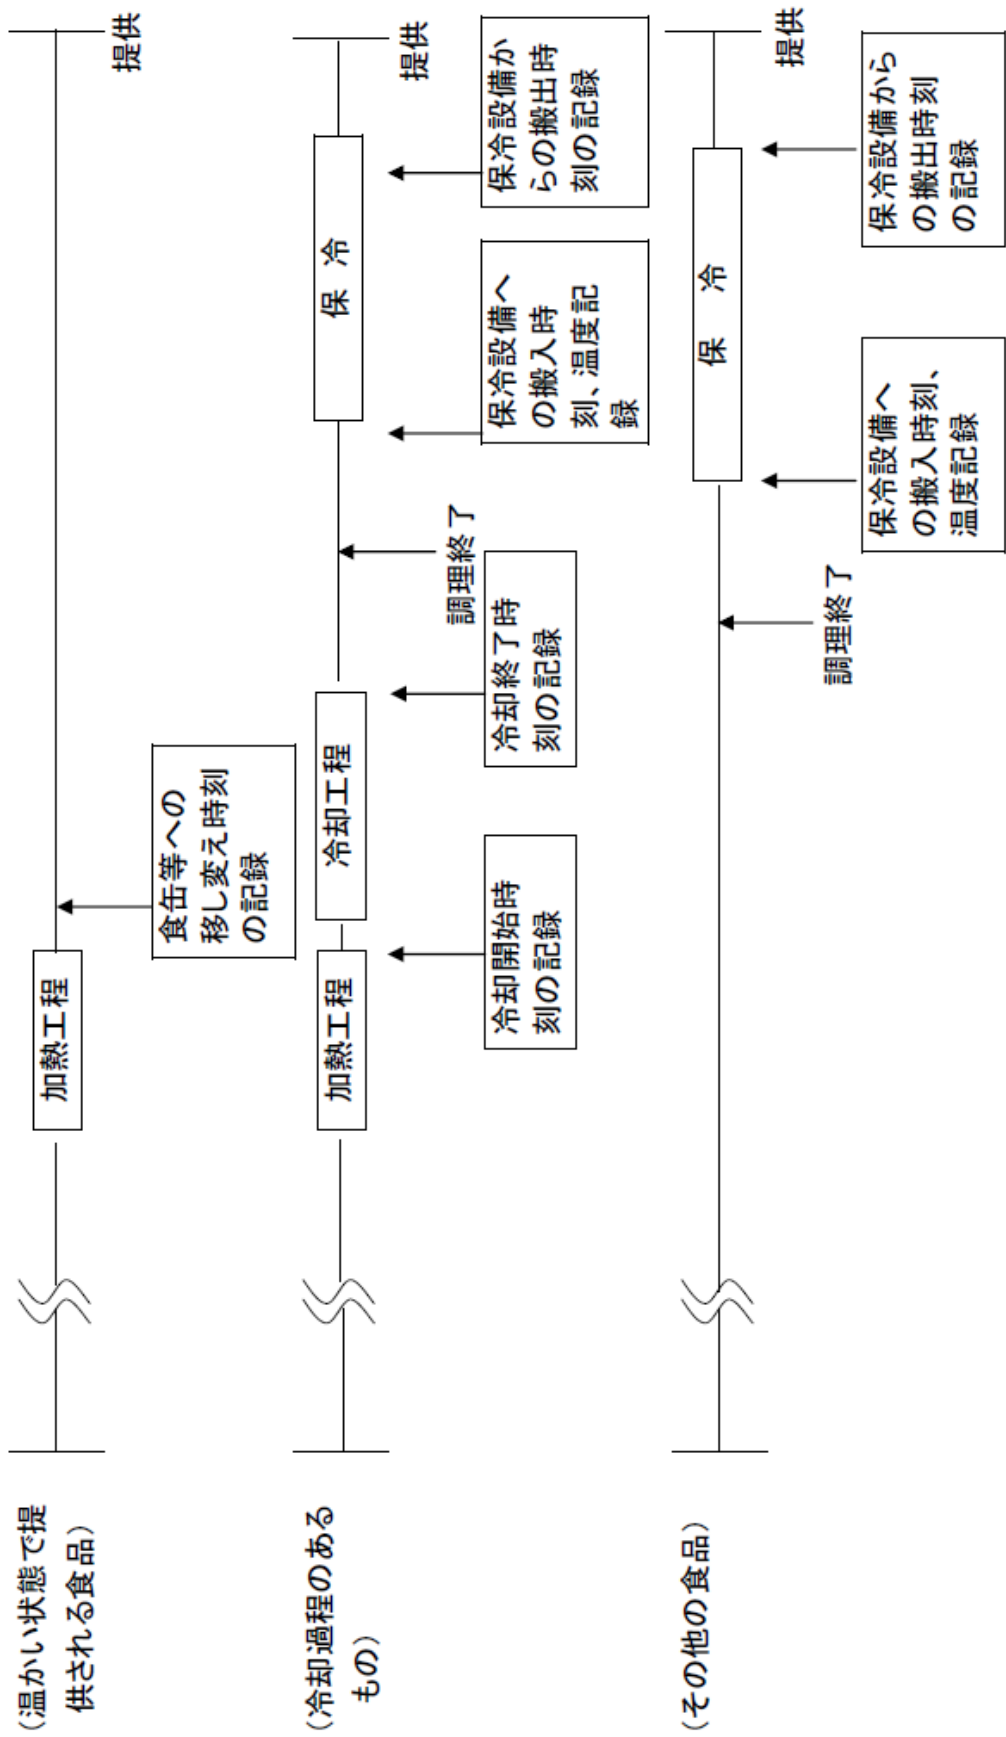 (温かい状態で提
供される食品)
加熱工程
食缶等への
移し変え時刻
の記録
提供
(冷却過程のある
もの)
加熱工程
冷却工程
保 冷
提供
冷却開始時
刻の記録
冷却終了時
刻の記録
調理終了
保冷設備へ
の搬入時
刻、温度記
録
保冷設備か
らの搬出時
刻の記録
(その他の食品)
保 冷
提供
調理終了
保冷設備へ
の搬入時刻、
温度記録
保冷設備から
の搬出時刻
の記録